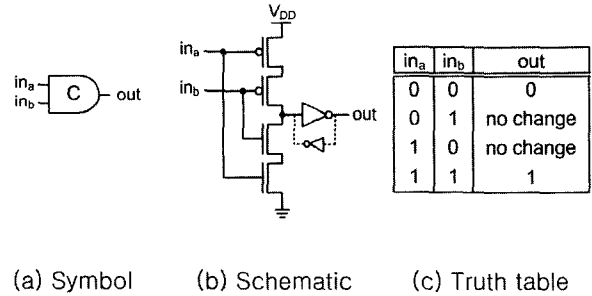 in_a
in_b
C
out
(a) Symbol
V_DD
in_a
in_b
out
(b) Schematic
in_a in_b out
0 0 0
0 1 no change
1 0 no change
1 1 1
(c) Truth table